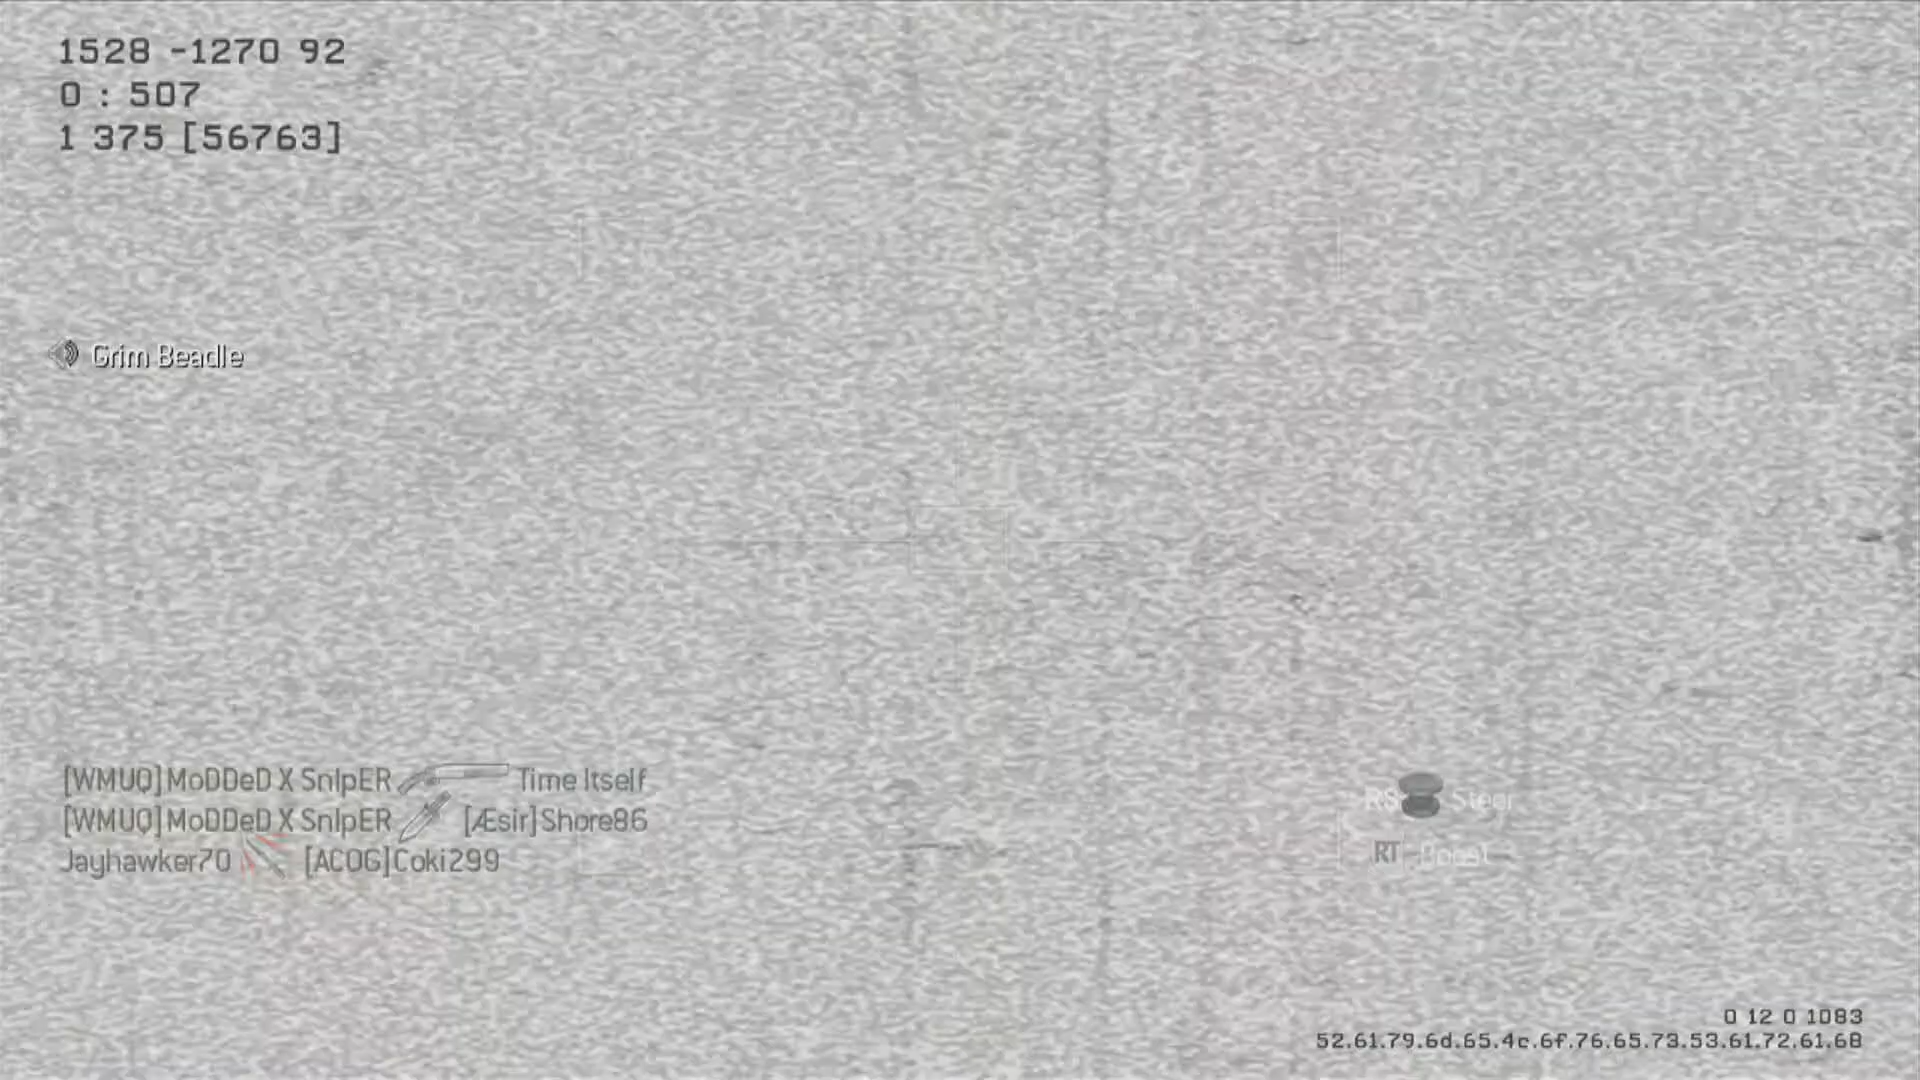 1528 -1270 92
0 : 507
1 375 [56763]
Grim Beadle
[WMUQ]MoDDeD X SnIpER Time Itself
[WMUQ]MoDDeD X SnIpER [Æsir]Shore86
Jayhawker70 [ACOG]Coki299
RS Steer
RT Boost
0 12 0 1083
52.61.79.6d.65.4c.6f.76.65.73.53.61.72.61.68